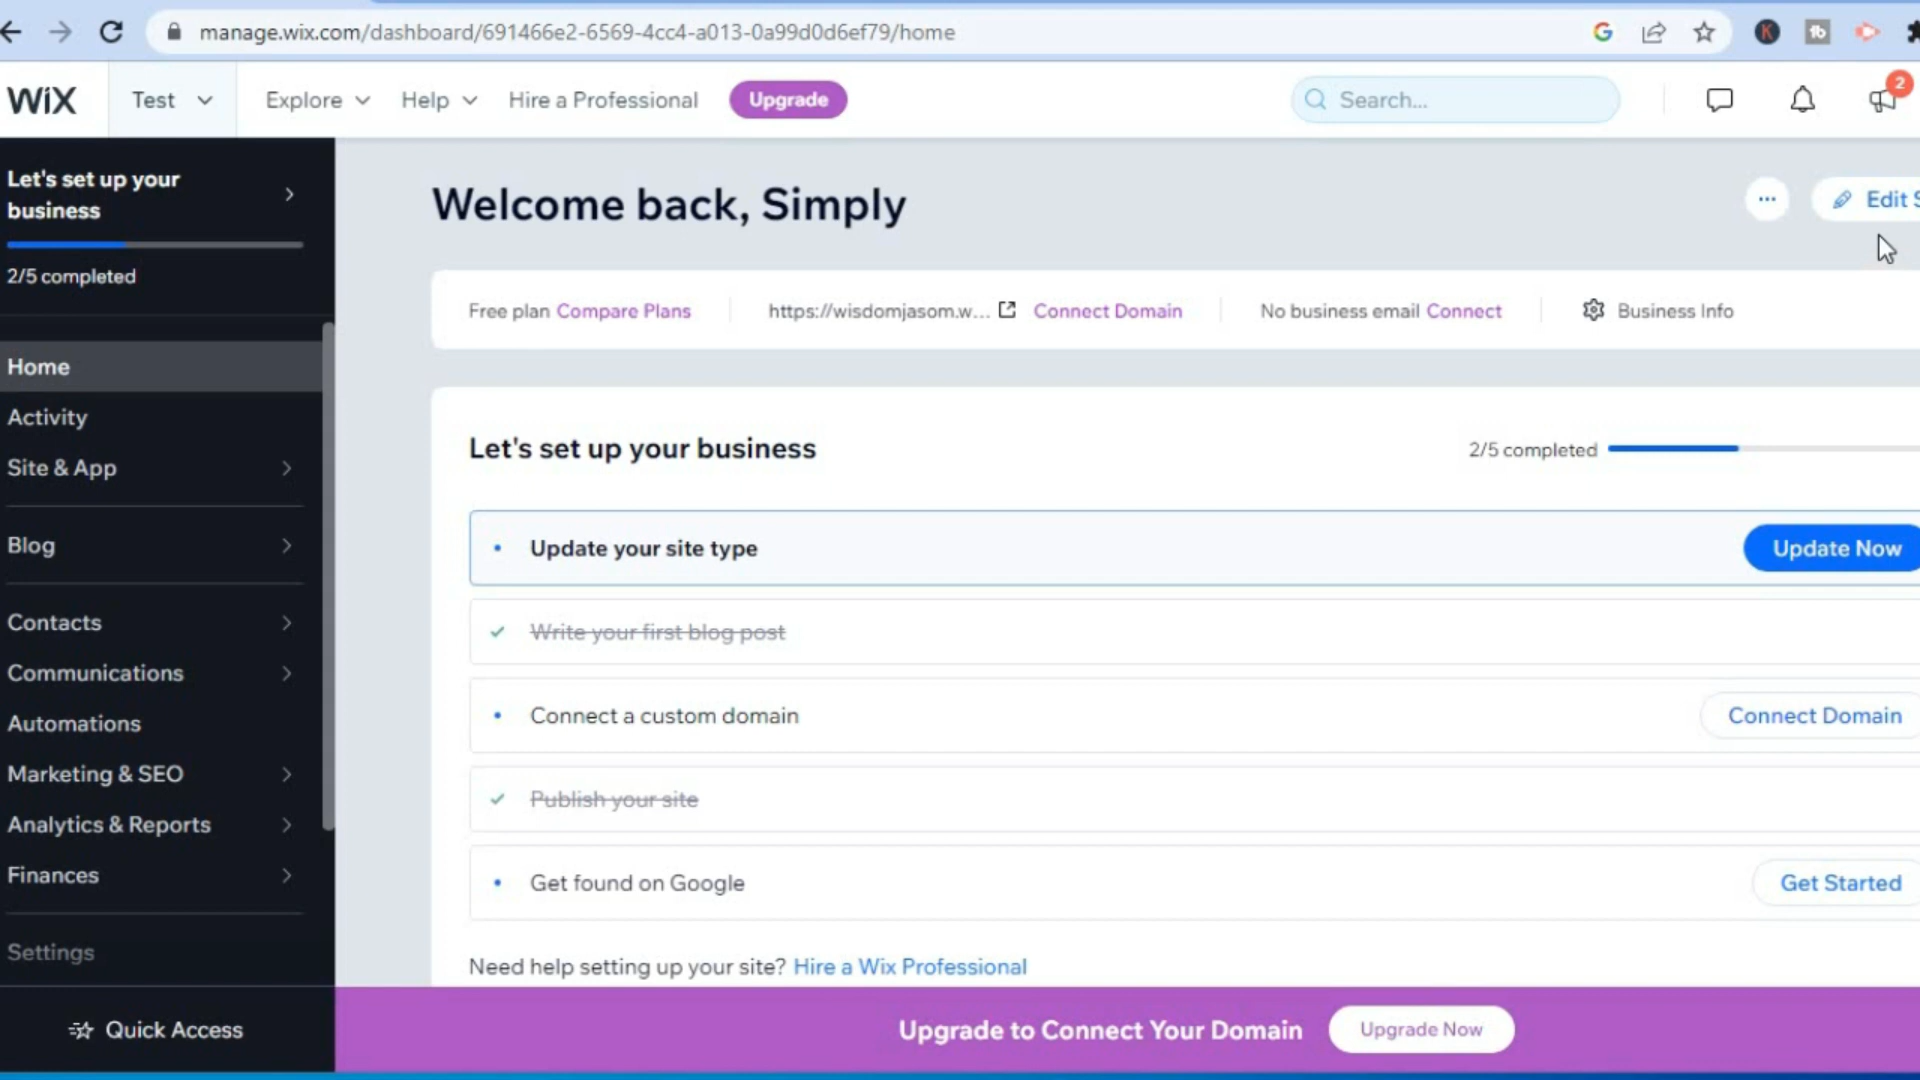 manage.wix.com/dashboard/691466e2-6569-4cc4-a013-0a99d0d6ef79/home
WiX
Test
Explore
Help
Hire a Professional
Upgrade
Search...
2
Let's set up your
business
2/5 completed
Home
Activity
Site & App
Blog
Contacts
Communications
Automations
Marketing & SEO
Analytics & Reports
Finances
Settings
Quick Access
Welcome back, Simply
Edit S
Free plan Compare Plans
https://wisdomjasom.w... Connect Domain
No business email Connect
Business Info
Let's set up your business
2/5 completed
Update your site type
Update Now
Write your first blog post
Connect a custom domain
Connect Domain
Publish your site
Get found on Google
Get Started
Need help setting up your site? Hire a Wix Professional
Upgrade to Connect Your Domain
Upgrade Now